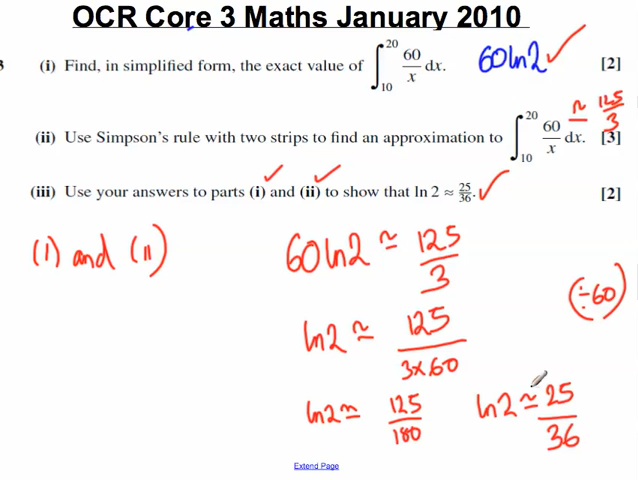 OCR Core 3 Maths January 2010
3 (i) Find, in simplified form, the exact value of ∫₁₀²⁰ 60/x dx. 60ln2 ✓ [2]
(ii) Use Simpson's rule with two strips to find an approximation to ∫₁₀²⁰ 60/x dx. ≃ 125/3 [3]
(iii) Use your answers to parts (i) and (ii) to show that ln 2 ≈ 25/36. ✓ [2]
(I) and (II) 60ln2 ≃ 125/3
(÷60)
ln2 ≃ 125/(3×60)
ln2 ≃ 125/180 ln2 ≃ 25/36
Extend Page